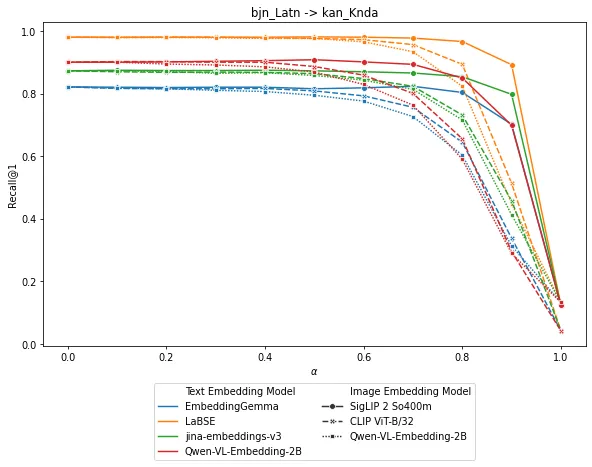 bjn_Latn -> kan_Knda
Recall@1
1.0
0.8
0.6
0.4
0.2
0.0
0.0 0.2 0.4 0.6 0.8 1.0
α
Text Embedding Model
EmbeddingGemma
LaBSE
jina-embeddings-v3
Qwen-VL-Embedding-2B
Image Embedding Model
SigLIP 2 So400m
CLIP ViT-B/32
Qwen-VL-Embedding-2B